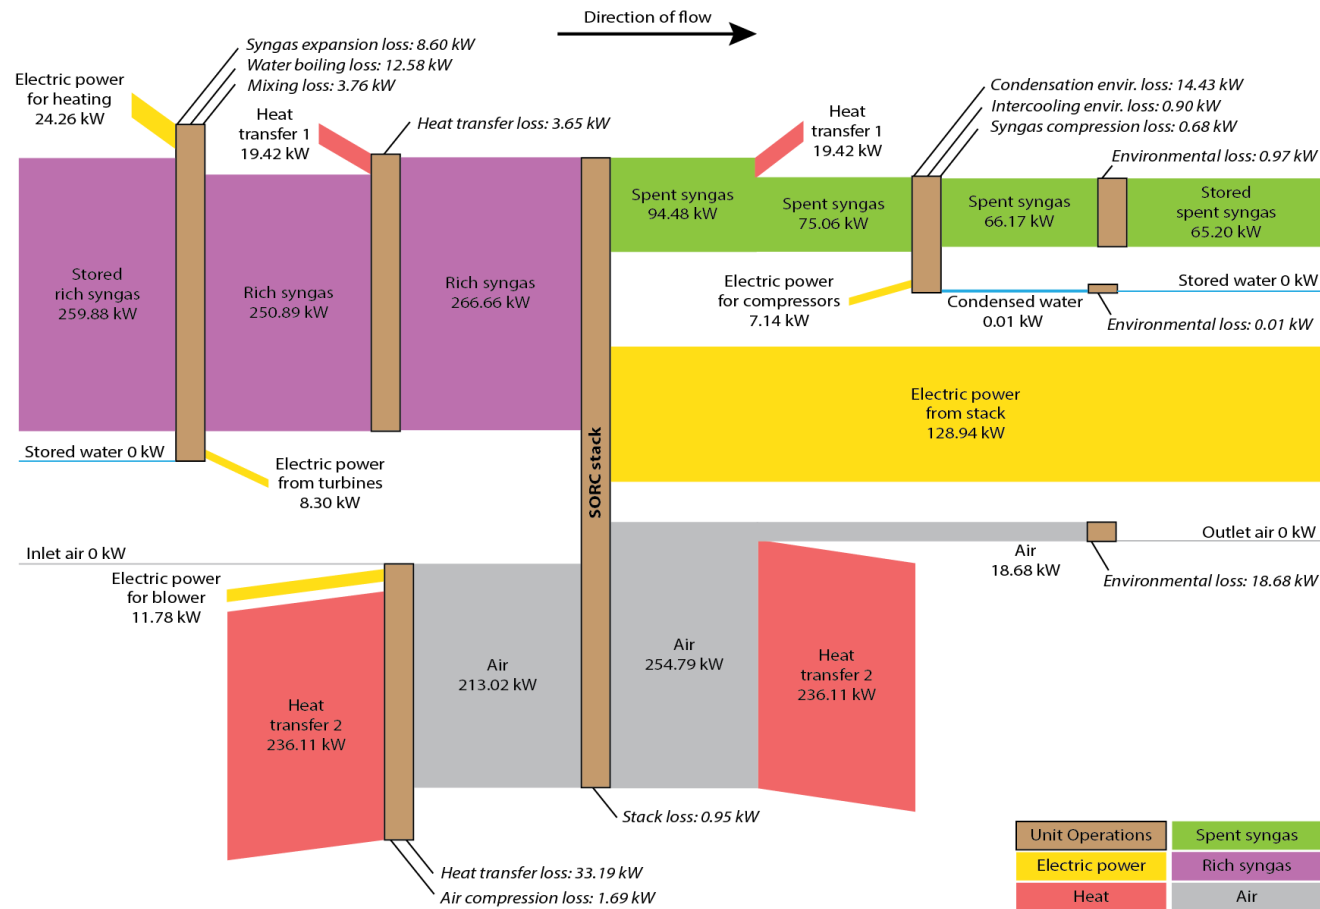 Direction of flow
Syngas expansion loss: 8.60 kW
Water boiling loss: 12.58 kW
Mixing loss: 3.76 kW
Electric power
for heating
24.26 kW
Heat
transfer 1
19.42 kW
Heat transfer loss: 3.65 kW
Heat
transfer 1
19.42 kW
Condensation envir. loss: 14.43 kW
Intercooling envir. loss: 0.90 kW
Syngas compression loss: 0.68 kW
Environmental loss: 0.97 kW
Stored
rich syngas
259.88 kW
Rich syngas
250.89 kW
Rich syngas
266.66 kW
Spent syngas
94.48 kW
Spent syngas
75.06 kW
Spent syngas
66.17 kW
Stored
spent syngas
65.20 kW
Electric power
for compressors
7.14 kW
Condensed water
0.01 kW
Stored water 0 kW
Environmental loss: 0.01 kW
Electric power
from stack
128.94 kW
Stored water 0 kW
Electric power
from turbines
8.30 kW
SORC stack
Inlet air 0 kW
Electric power
for blower
11.78 kW
Heat
transfer 2
236.11 kW
Air
213.02 kW
Air
254.79 kW
Heat
transfer 2
236.11 kW
Air
18.68 kW
Outlet air 0 kW
Environmental loss: 18.68 kW
Stack loss: 0.95 kW
Heat transfer loss: 33.19 kW
Air compression loss: 1.69 kW
Unit Operations
Spent syngas
Electric power
Rich syngas
Heat
Air